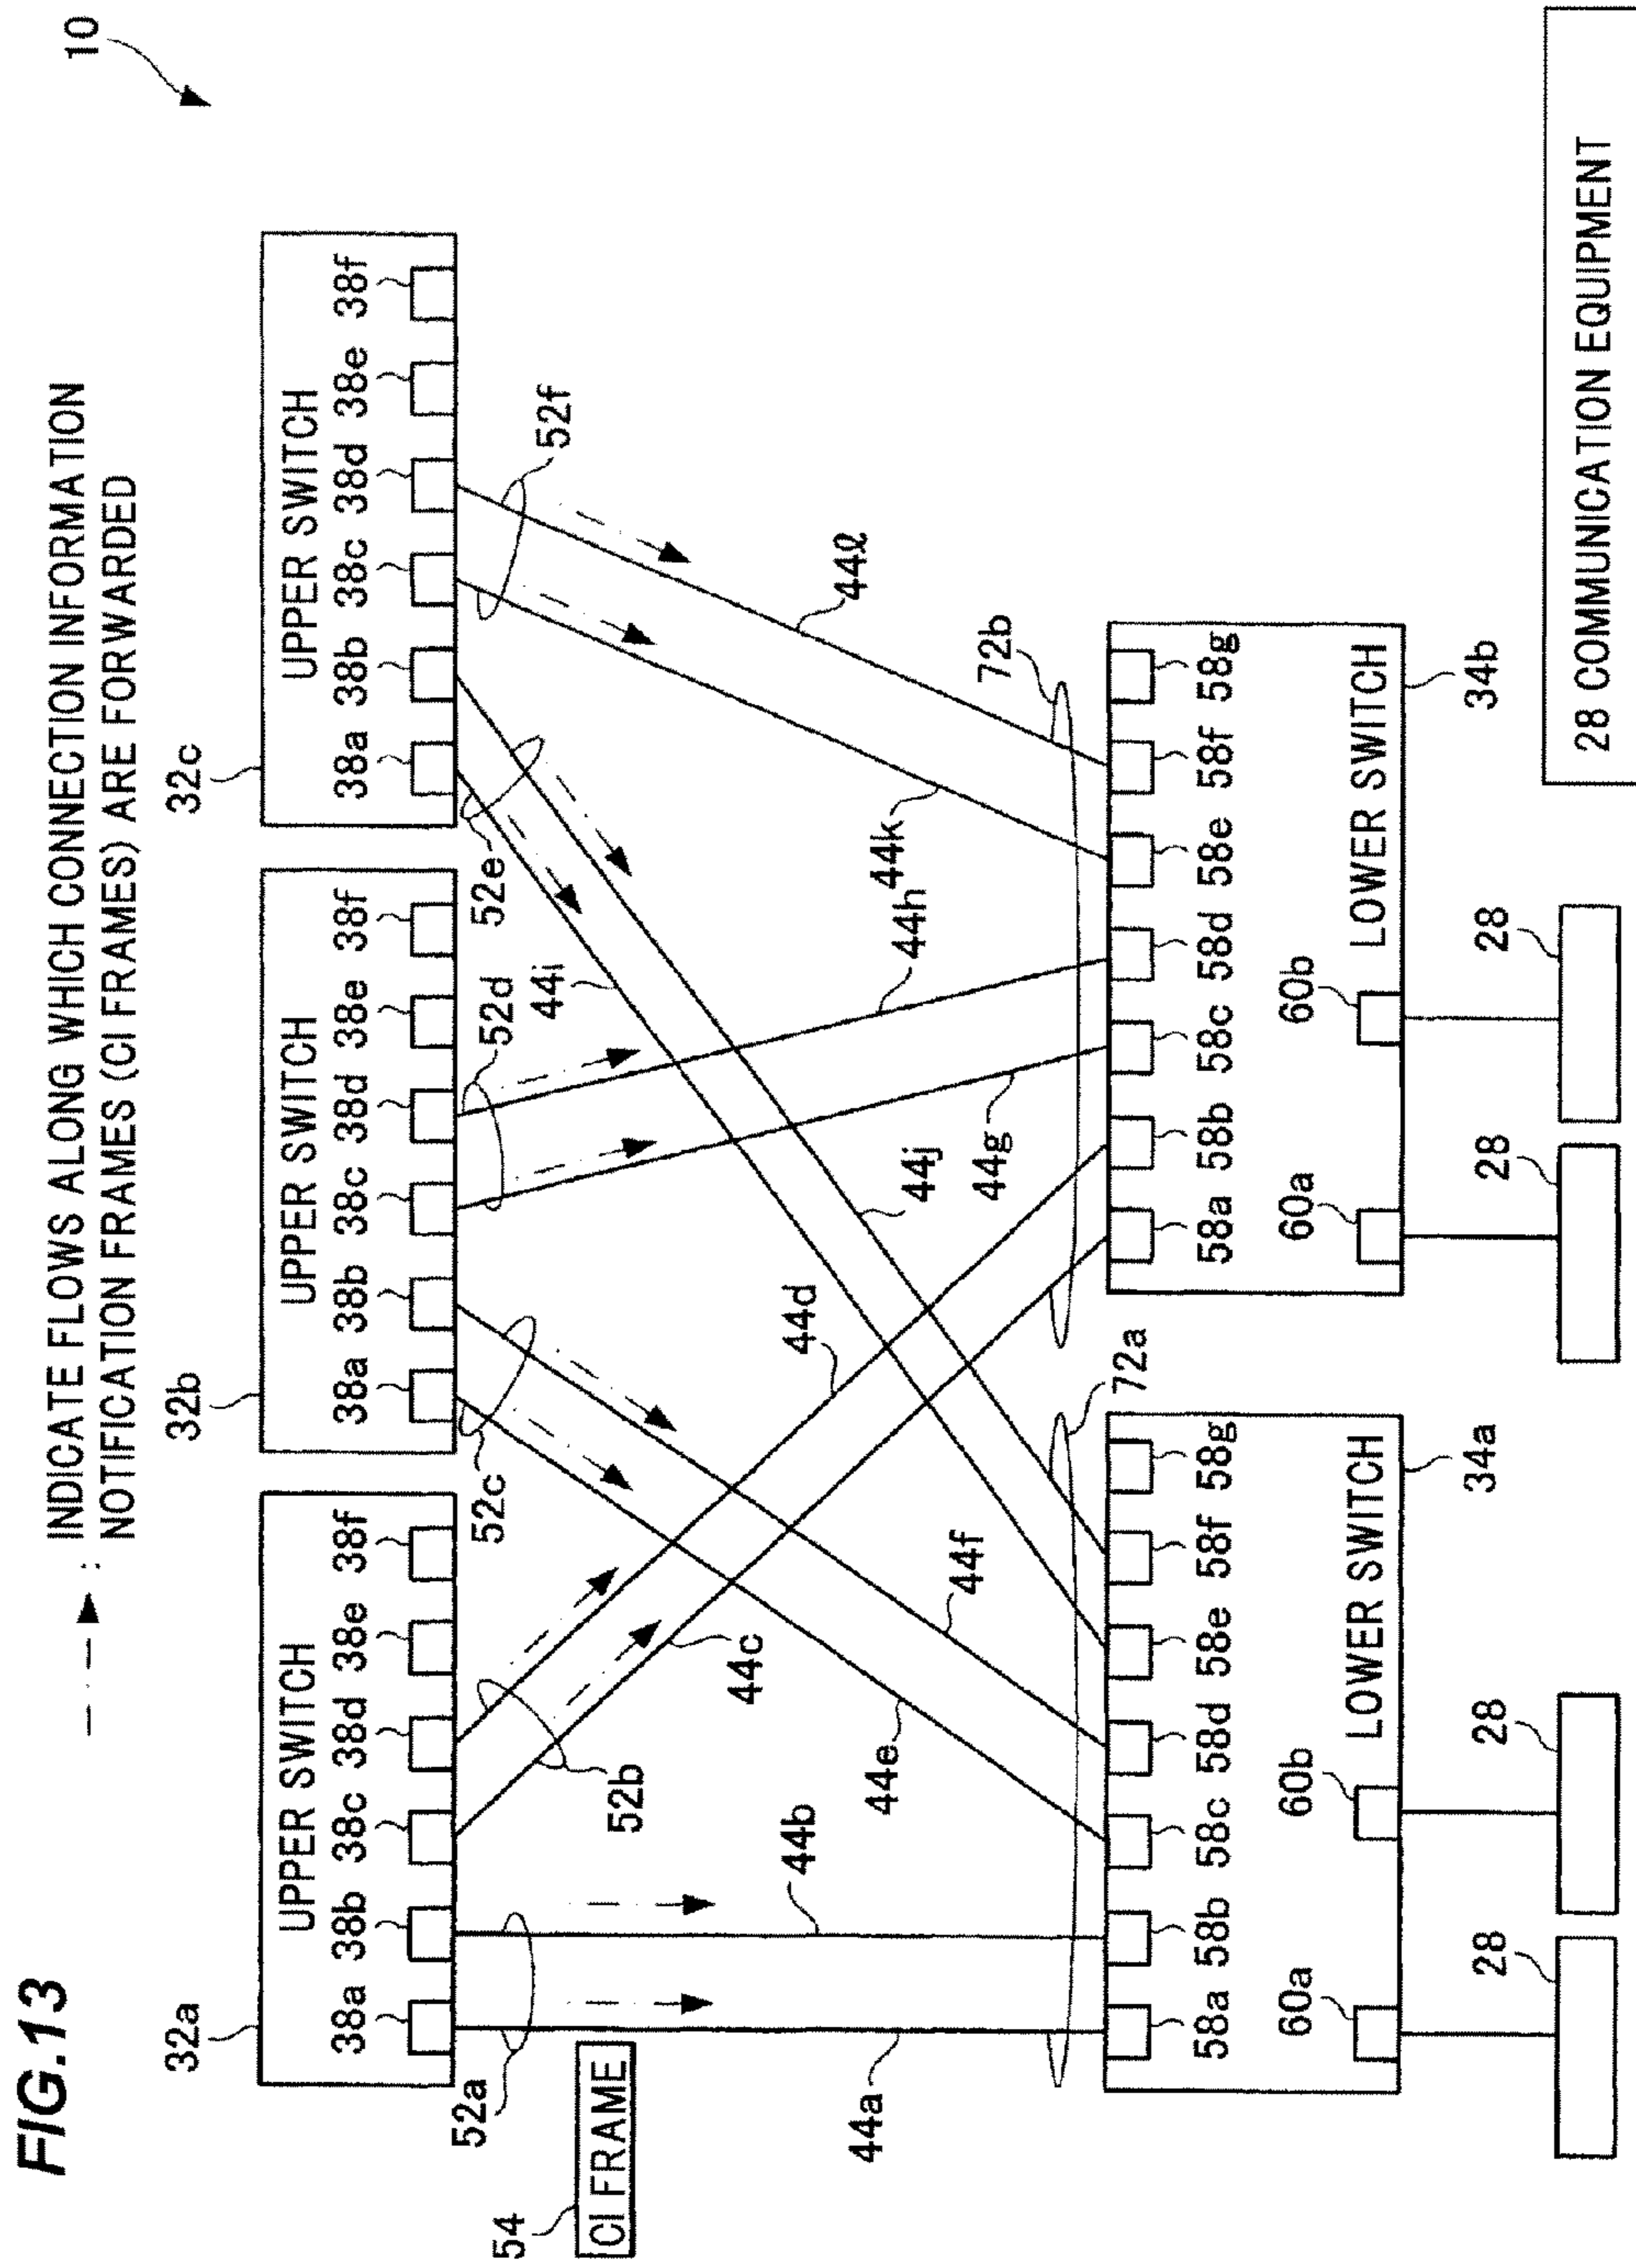 FIG.13
10
: INDICATE FLOWS ALONG WHICH CONNECTION INFORMATION
NOTIFICATION FRAMES (CI FRAMES) ARE FORWARDED
32a
32b
32c
UPPER SWITCH
38a 38b 38c 38d 38e 38f
UPPER SWITCH
38a 38b 38c 38d 38e 38f
UPPER SWITCH
38a 38b 38c 38d 38e 38f
52a
52b
52c
52d
52e
52f
54
CI FRAME
44a
44b
44c
44d
44e
44f
44g
44h
44i
44j
44k
44ℓ
72a
72b
58a 58b 58c 58d 58e 58f 58g
60a
60b
LOWER SWITCH
34a
58a 58b 58c 58d 58e 58f 58g
60a
60b
LOWER SWITCH
34b
28
28
28
28
28 COMMUNICATION EQUIPMENT